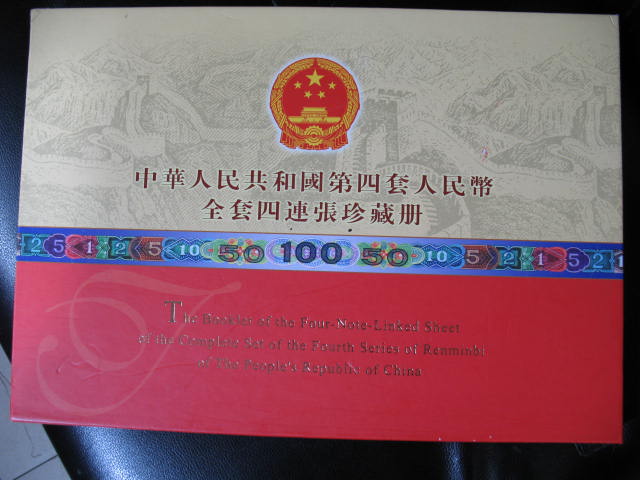 中華人民共和國第四套人民幣
全套四連張珍藏册
2 5 1 2 5 10 50 100 50 10 5 2 1 5 2 1
The Booklet of the Four-Note-Linked Sheet
of the Complete Set of the Fourth Series of Renminbi
of The People's Republic of China